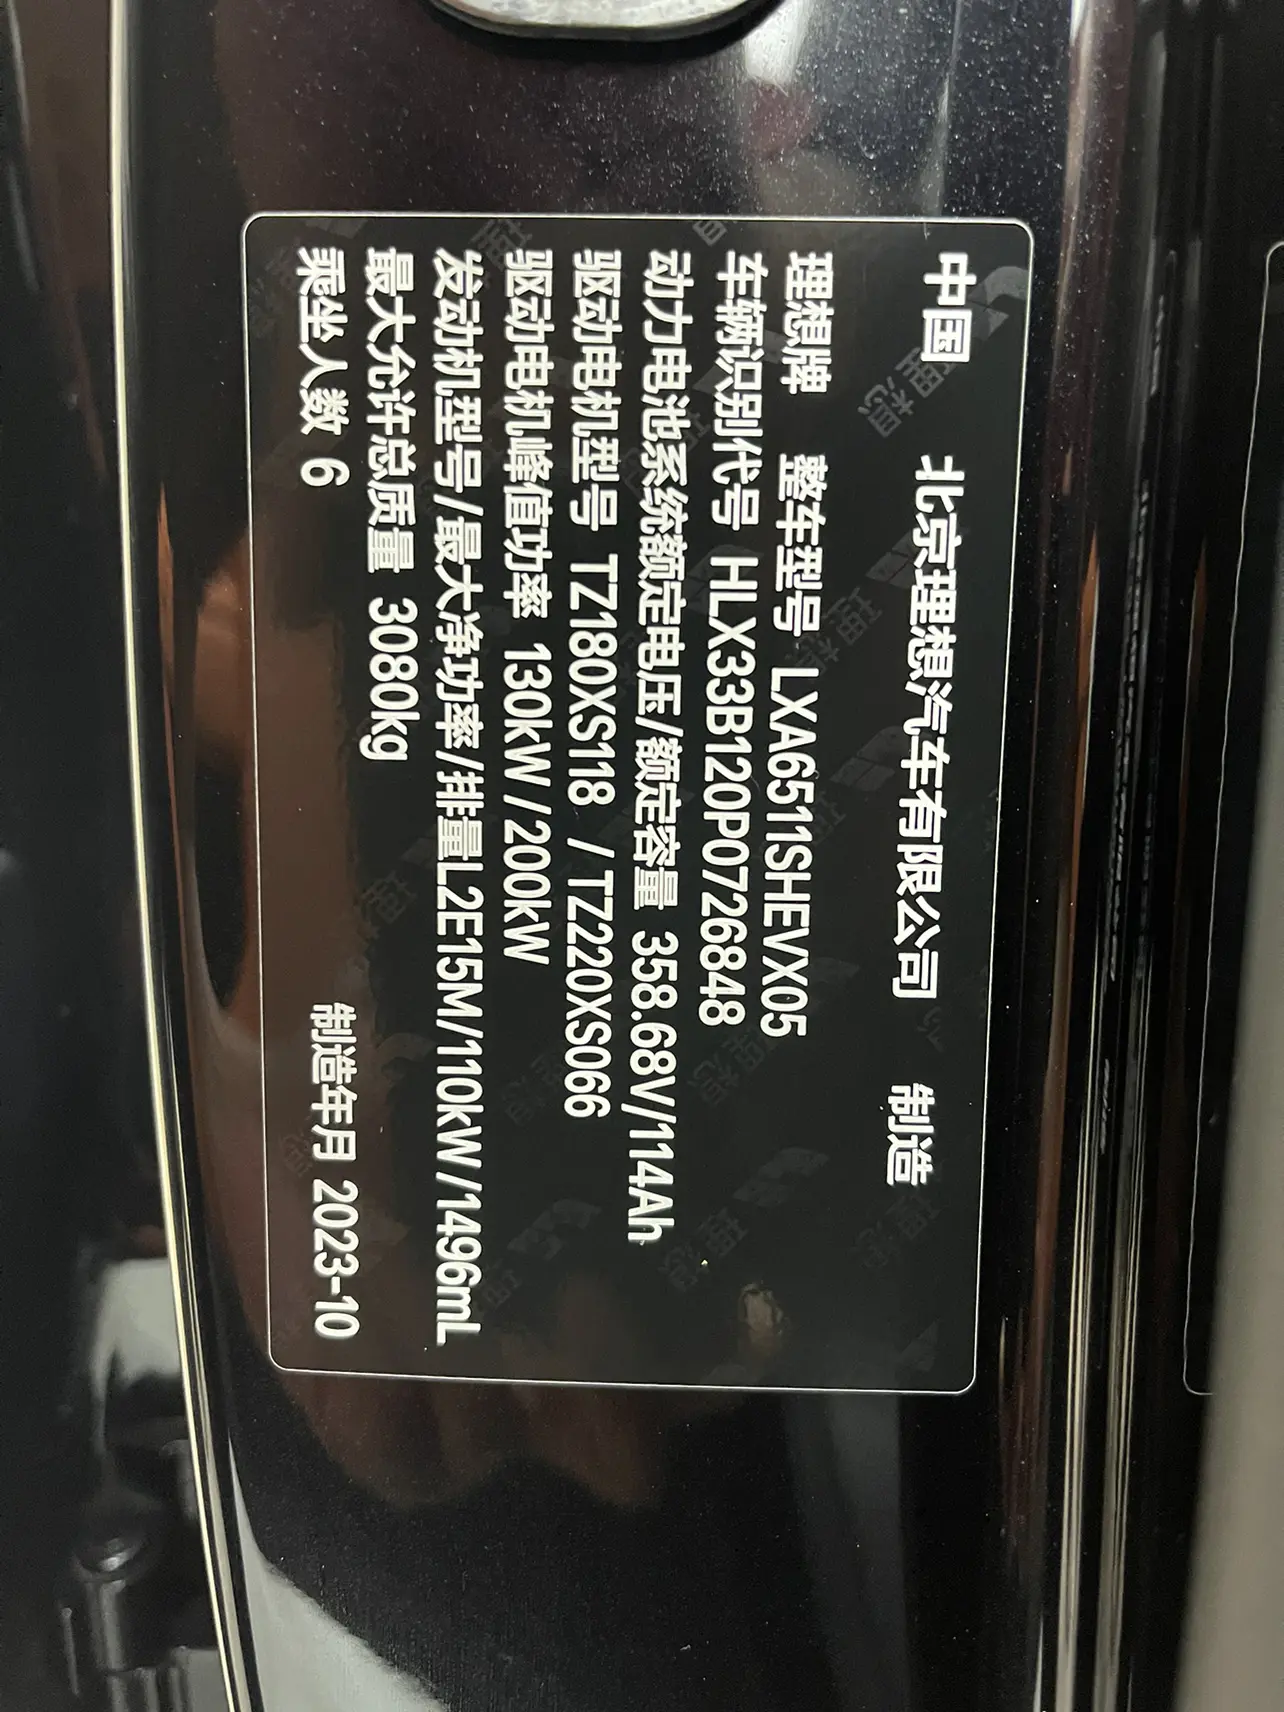 中国 北京理想汽车有限公司 制造
理想牌 整车型号 LXA6511SHEVX05
车辆识别代号 HLX33B120P0726848
动力电池系统额定电压/额定容量 358.68V/114Ah
驱动电机型号 TZ180XS118 /TZ220XS066
驱动电机峰值功率 130kW/200kW
发动机型号/最大净功率/排量L2E15M/110kW/1496mL
最大允许总质量 3080kg
乘坐人数 6 制造年月 2023-10